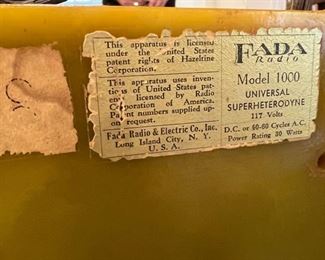 This apparatus is licensed
under the United States
patent rights of Hazeltine
Corporation.
This apparatus uses inven-
tions of United States pat-
ents licensed by Radio
Corporation of America.
Patent numbers supplied up-
on request.
Fada Radio & Electric Co., Inc.
Long Island City, N. Y.
U. S. A.
FADA
Radio
Model 1000
UNIVERSAL
SUPERHETERODYNE
117 Volts
D.C. or 50-60 Cycles A.C.
Power Rating 30 Watts